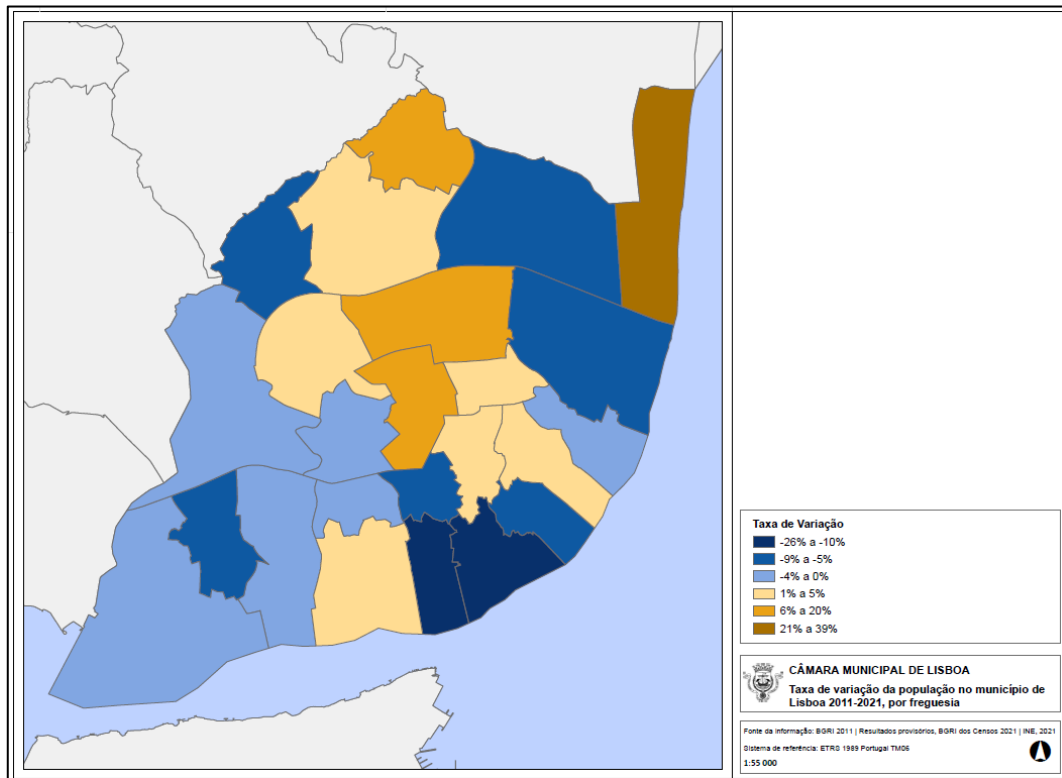 Taxa de Variação
-26% a -10%
-9% a -5%
-4% a 0%
1% a 5%
6% a 20%
21% a 39%
CÂMARA MUNICIPAL DE LISBOA
Taxa de variação da população no município de
Lisboa 2011-2021, por freguesia
Fonte da Informação: BGRI 2011 | Resultados provisórios, BGRI dos Censos 2021 | INE, 2021
Sistema de referência: ETRS 1989 Portugal TM06
1:55 000